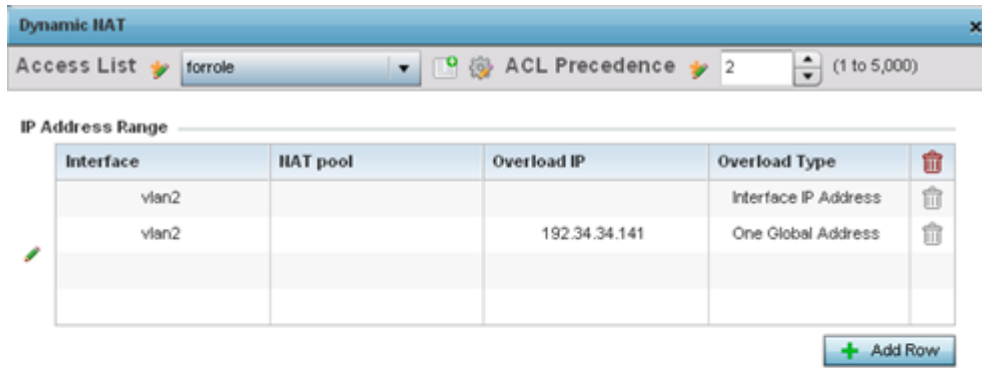 Dynamic NAT
Access List forrole ACL Precedence 2 (1 to 5,000)
IP Address Range
Interface NAT pool Overload IP Overload Type
vlan2 Interface IP Address
vlan2 192.34.34.141 One Global Address
Add Row